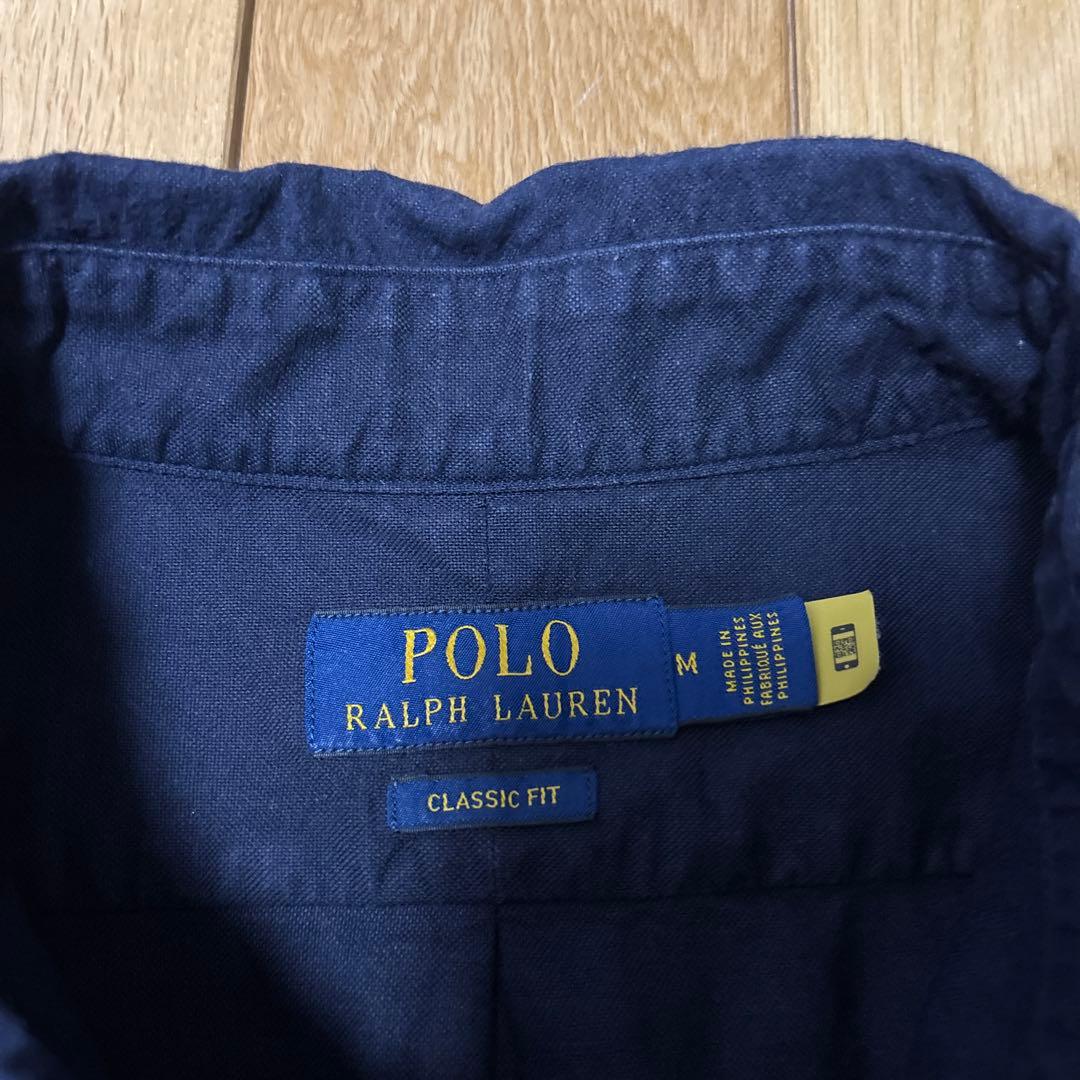 POLO
RALPH LAUREN
M
MADE IN
PHILIPPINES
FABRIQUÉ AUX
PHILIPPINES
CLASSIC FIT